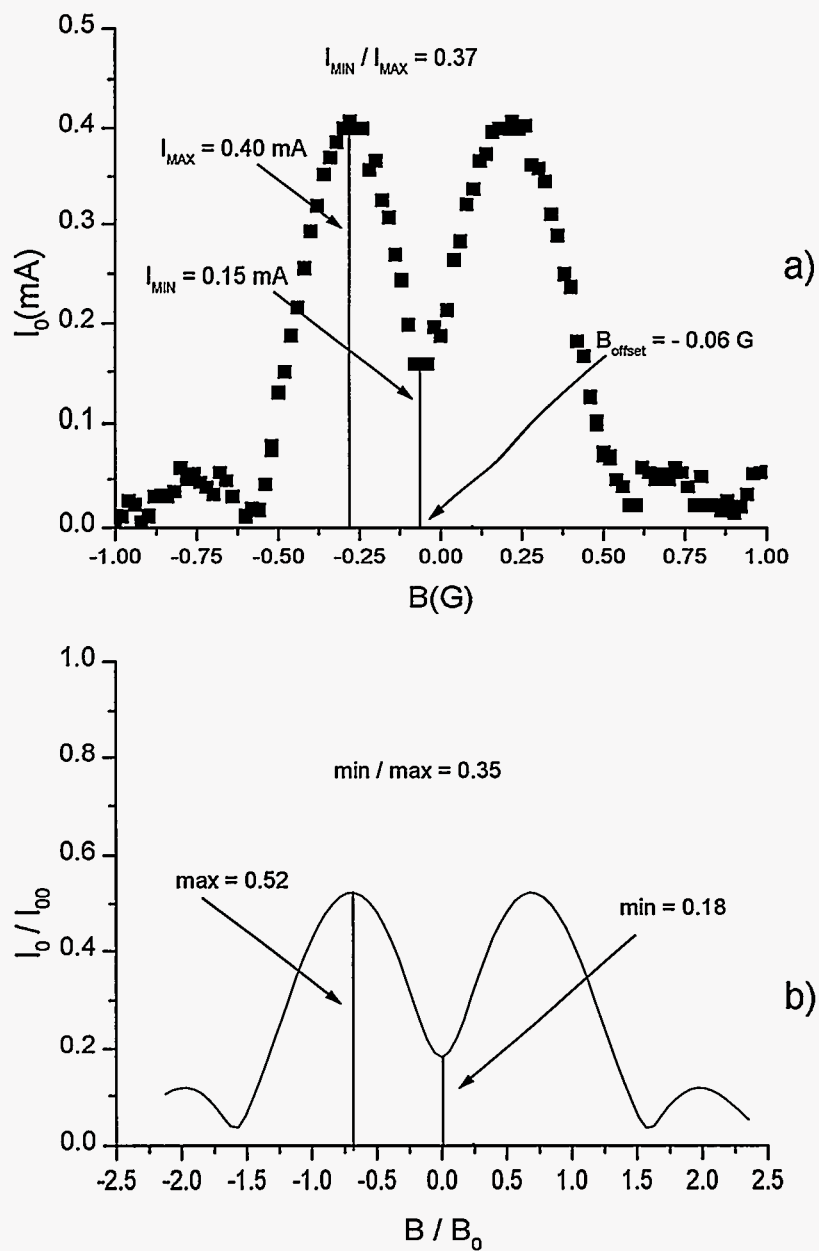 0.5
I_MIN / I_MAX = 0.37
0.4
I_MAX = 0.40 mA
0.3
I_MIN = 0.15 mA
a)
I_0(mA)
0.2
B_offset = - 0.06 G
0.1
0.0
-1.00 -0.75 -0.50 -0.25 0.00 0.25 0.50 0.75 1.00
B(G)
1.0
0.8
min / max = 0.35
0.6
max = 0.52
min = 0.18
I_0 / I_00
0.4
b)
0.2
0.0
-2.5 -2.0 -1.5 -1.0 -0.5 0.0 0.5 1.0 1.5 2.0 2.5
B / B_0